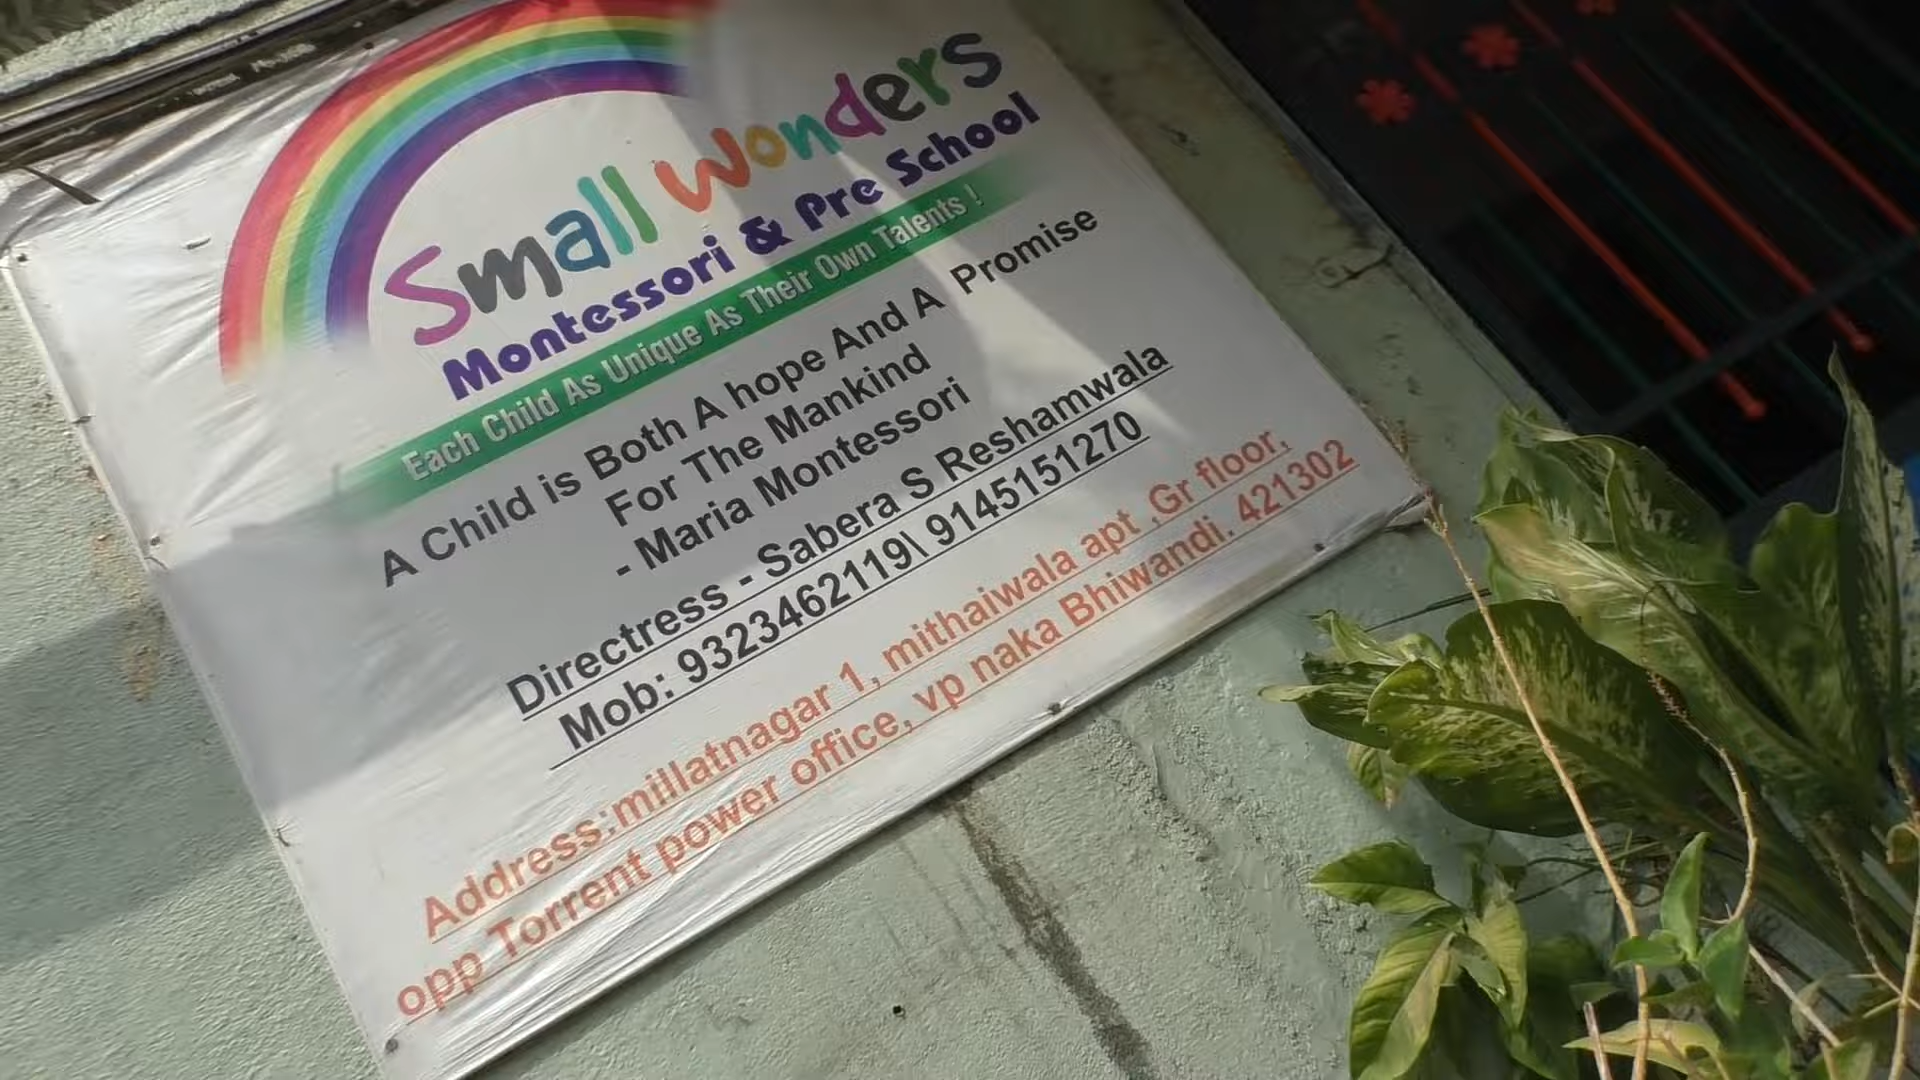 Small Wonders
Montessori & Pre School
Each Child As Unique As Their Own Talents !
A Child is Both A hope And A Promise
For The Mankind
- Maria Montessori
Directress - Sabera S Reshamwala
Mob: 9323462119\ 9145151270
Address:millatnagar 1, mithaiwala apt ,Gr floor,
opp Torrent power office, vp naka Bhiwandi. 421302